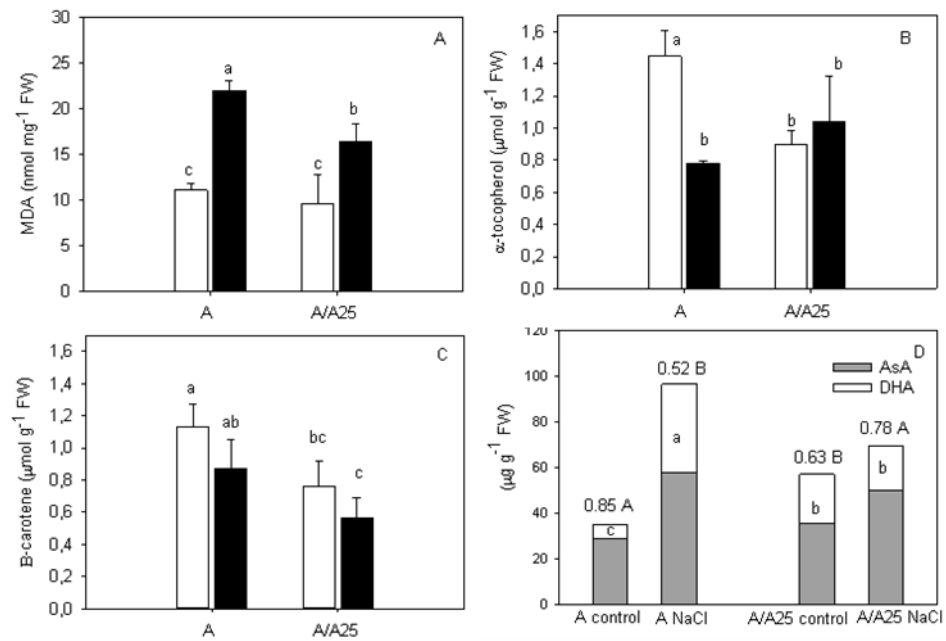 A
MDA (nmol mg⁻¹ FW)
30
25
20
15
10
5
0
c
a
c
b
A
A/A25
B
α-tocopherol (μmol g⁻¹ FW)
1,6
1,4
1,2
1,0
0,8
0,6
0,4
0,2
0,0
a
b
b
b
A
A/A25
C
B-carotene (μmol g⁻¹ FW)
1,6
1,4
1,2
1,0
0,8
0,6
0,4
0,2
0,0
a
ab
bc
c
A
A/A25
D
(μg g⁻¹ FW)
120
100
80
60
40
20
0
AsA
DHA
0.85 A
0.52 B
0.63 B
0.78 A
c
a
b
b
A control
A NaCl
A/A25 control
A/A25 NaCl